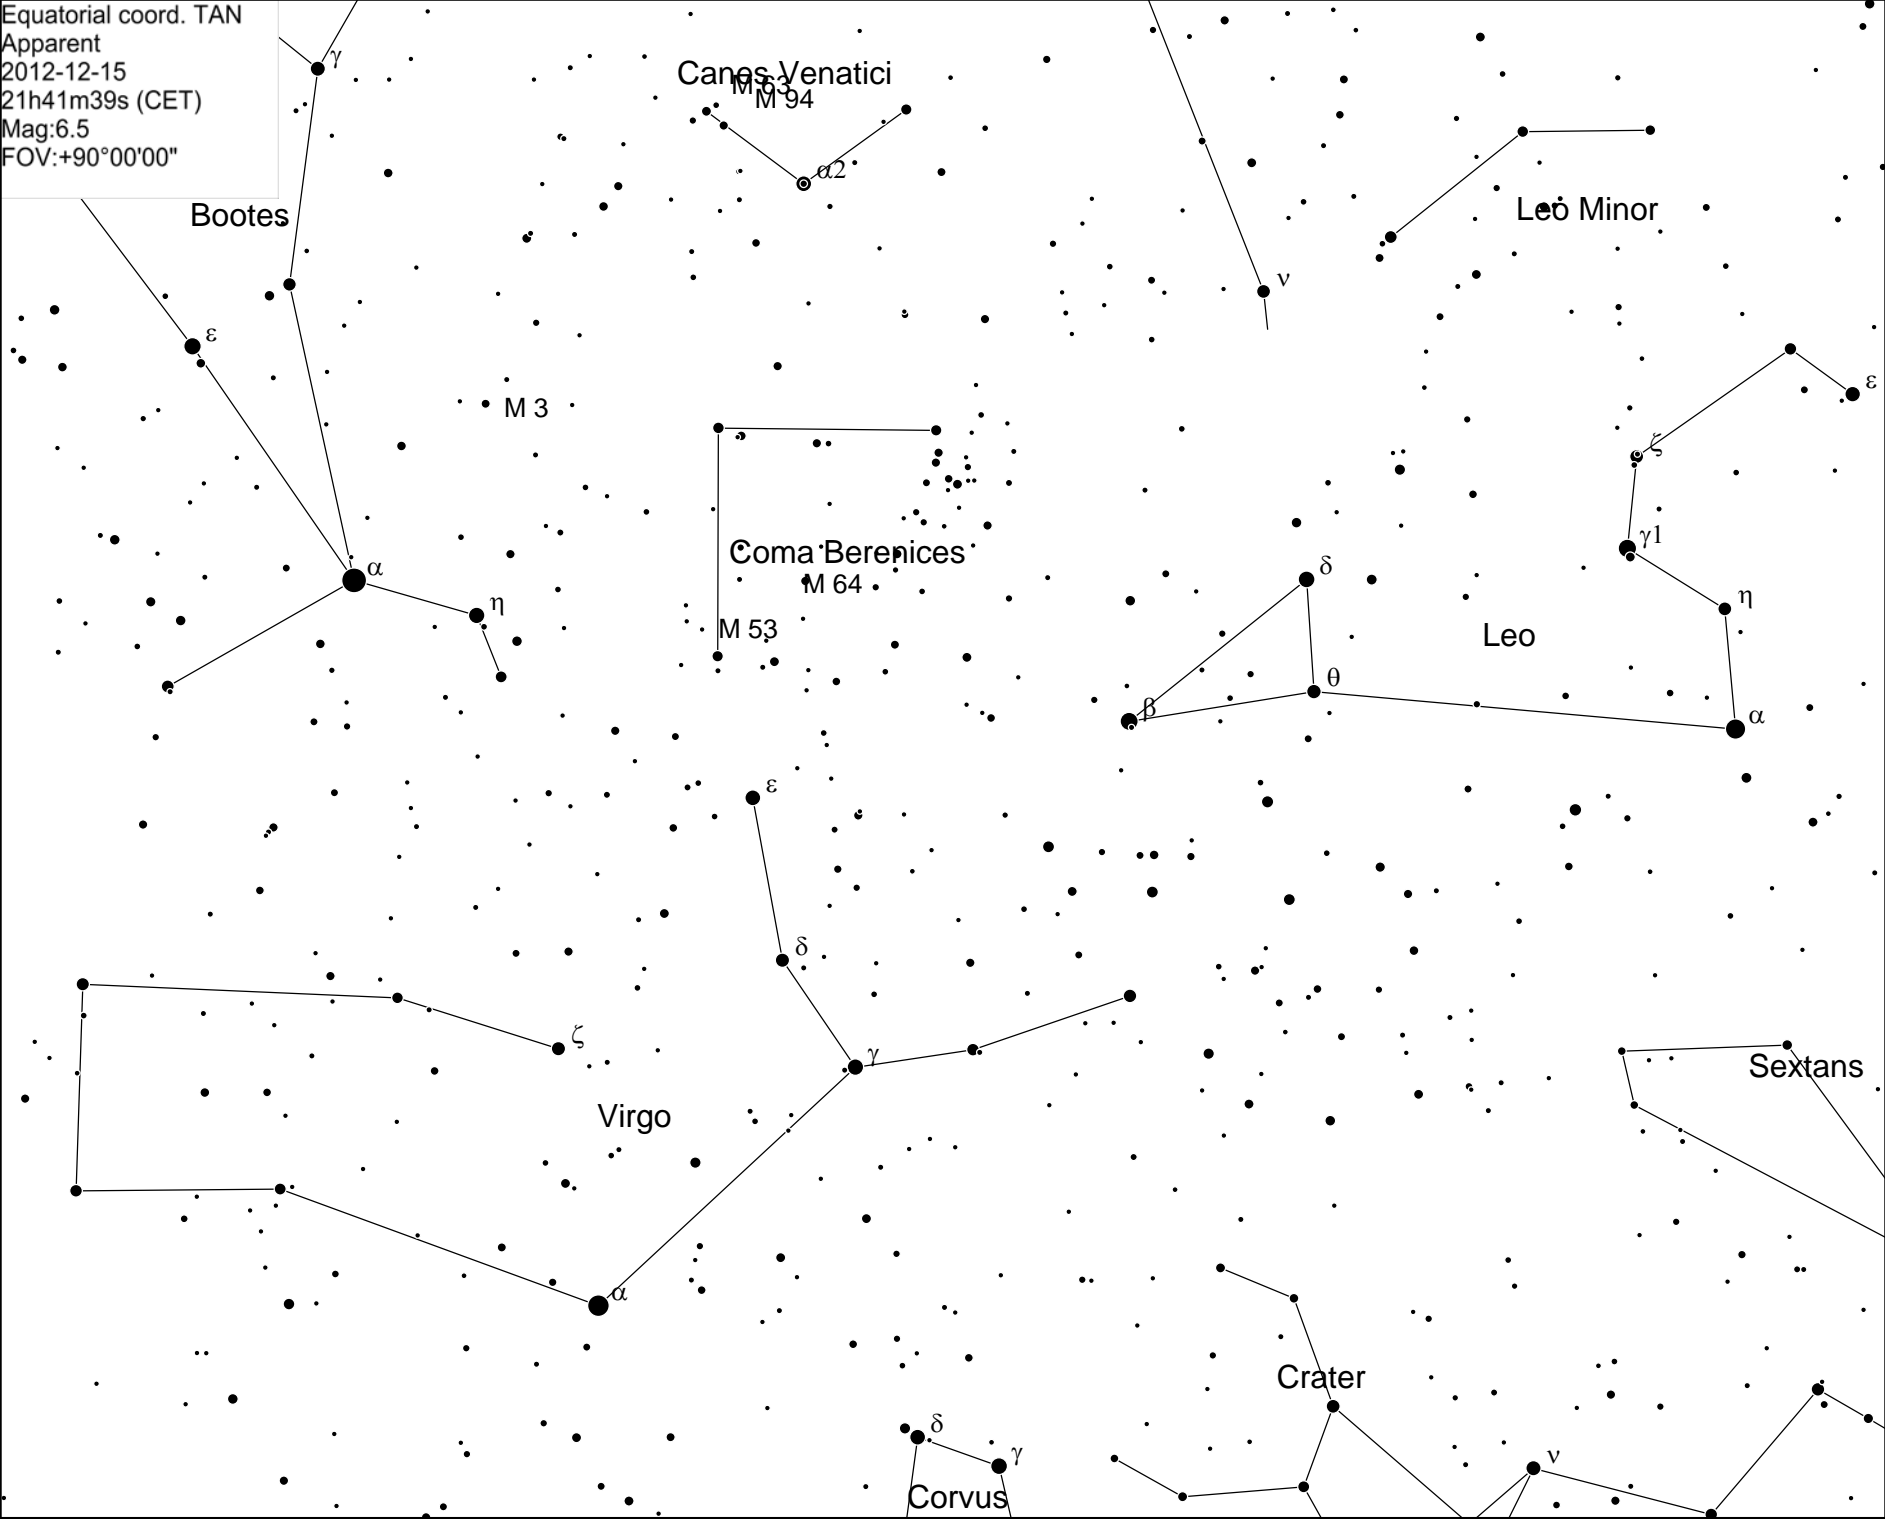 Equatorial coord. TAN
Apparent
2012-12-15
21h41m39s (CET)
Mag:6.5
FOV:+90°00'00"
γ
Canes Venatici
M 63
M 94
α2
Bootes
Leo Minor
ν
ε
ε
M 3
ζ
γ1
Coma Berenices
α
δ
M 64
η
η
M 53
Leo
θ
β
α
ε
δ
ζ
γ
Sextans
Virgo
α
Crater
δ
γ
ν
Corvus